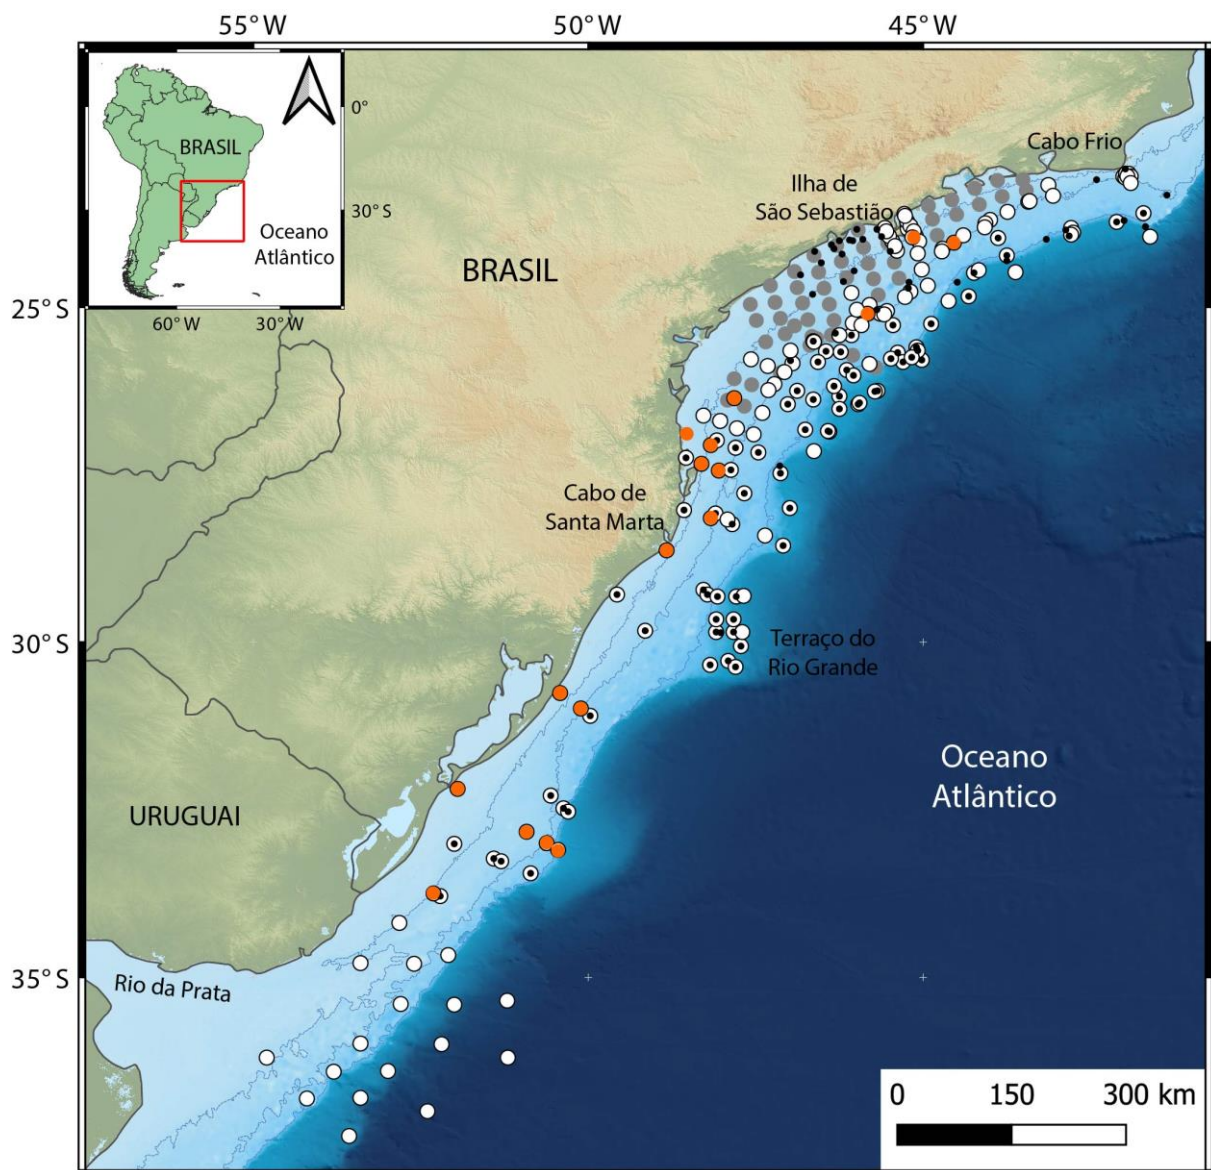 55°W
50°W
45°W
BRASIL
0°
30°S
Oceano
Atlântico
60°W
30°W
Cabo Frio
Ilha de
São Sebastião
BRASIL
25°S
Cabo de
Santa Marta
30°S
Terraço do
Rio Grande
Oceano
Atlântico
URUGUAI
35°S
Rio da Prata
0
150
300 km